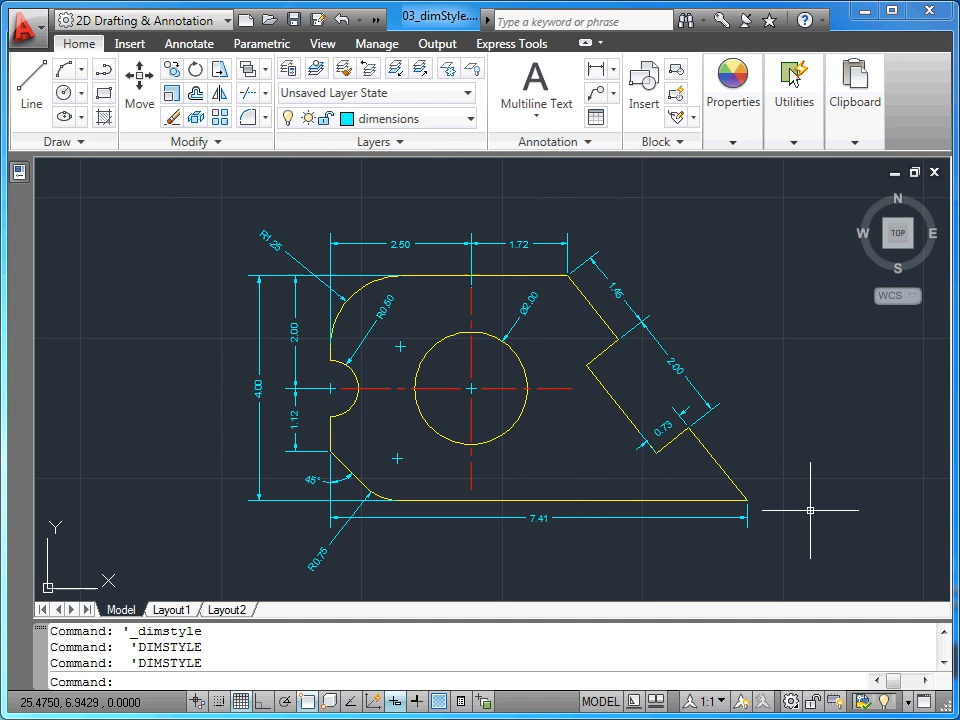 2D Drafting & Annotation
03_dimStyle....
Type a keyword or phrase
Home Insert Annotate Parametric View Manage Output Express Tools
Line
Move
Unsaved Layer State
dimensions
A
Multiline Text
Insert
Properties
Utilities
Clipboard
Draw
Modify
Layers
Annotation
Block
N
W TOP E
S
WCS
R1.25
2.50
1.72
1.45
R0.50
Ø2.00
2.00
2.00
4.00
1.12
0.73
45°
7.41
R0.75
Y
X
Model Layout1 Layout2
Command: '_dimstyle
Command: 'DIMSTYLE
Command: 'DIMSTYLE
Command:
25.4750, 6.9429, 0.0000
MODEL
1:1